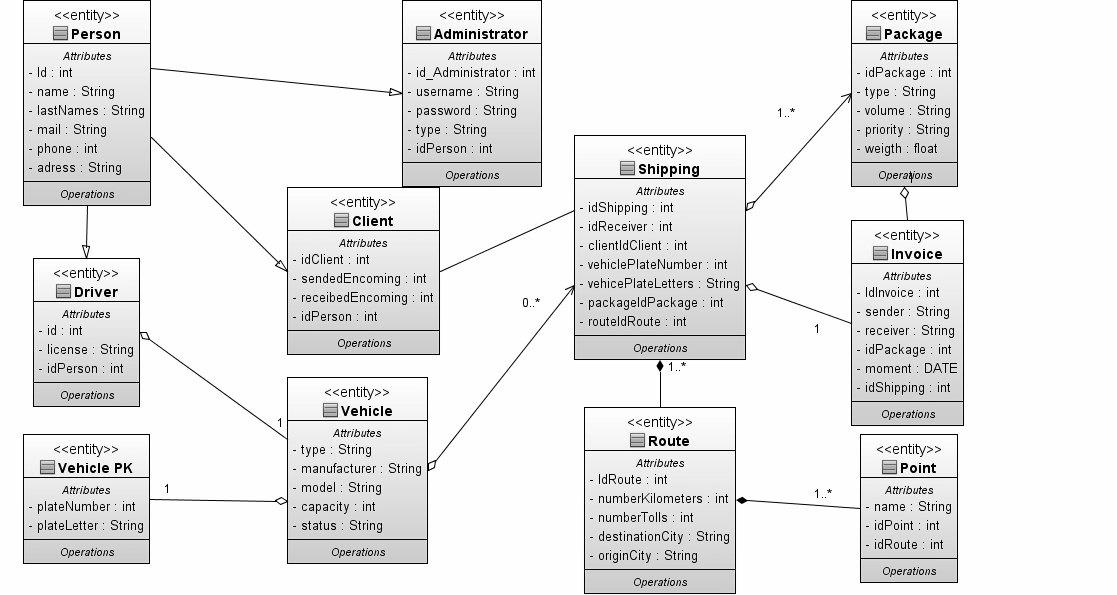 <<entity>>
Person
Attributes
- Id : int
- name : String
- lastNames : String
- mail : String
- phone : int
- adress : String
Operations
<<entity>>
Administrator
Attributes
- id_Administrator : int
- username : String
- password : String
- type : String
- idPerson : int
Operations
<<entity>>
Package
Attributes
- idPackage : int
- type : String
- volume : String
- priority : String
- weigth : float
Operations
1
1..*
<<entity>>
Shipping
Attributes
- idShipping : int
- idReceiver : int
- clientIdClient : int
- vehiclePlateNumber : int
- vehicePlateLetters : String
- packageIdPackage : int
- routeIdRoute : int
Operations
<<entity>>
Client
Attributes
- idClient : int
- sendedEncoming : int
- receibedEncoming : int
- idPerson : int
Operations
<<entity>>
Invoice
Attributes
- IdInvoice : int
- sender : String
- receiver : String
- idPackage : int
- moment : DATE
- idShipping : int
Operations
<<entity>>
Driver
Attributes
- id : int
- license : String
- idPerson : int
Operations
0..*
1
1..*
1
<<entity>>
Vehicle
Attributes
- type : String
- manufacturer : String
- model : String
- capacity : int
- status : String
Operations
<<entity>>
Vehicle PK
Attributes
- plateNumber : int
- plateLetter : String
Operations
1
<<entity>>
Route
Attributes
- IdRoute : int
- numberKilometers : int
- numberTolls : int
- destinationCity : String
- originCity : String
Operations
1..*
<<entity>>
Point
Attributes
- name : String
- idPoint : int
- idRoute : int
Operations